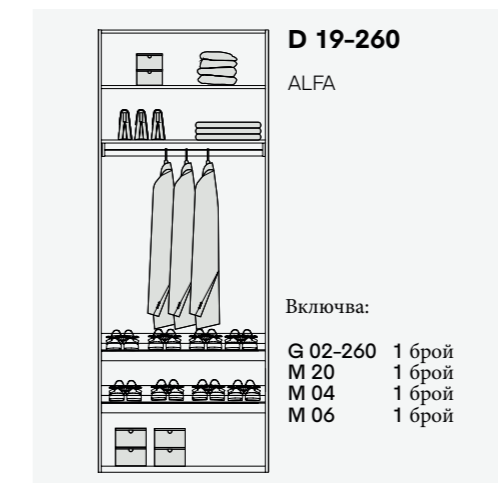 D 19-260
ALFA
Включва:
G 02-260 1 брой
M 20 1 брой
M 04 1 брой
M 06 1 брой